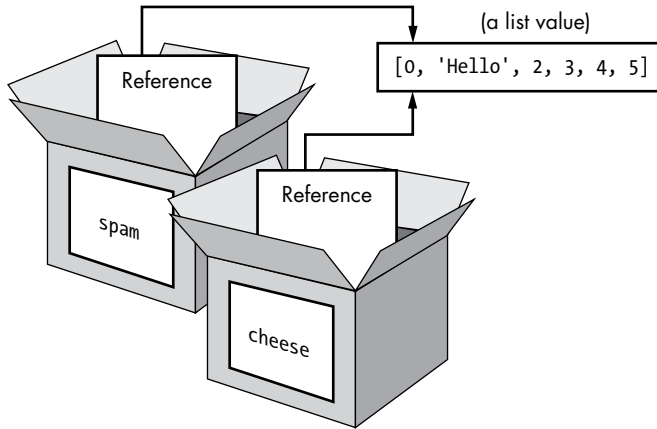 (a list value)
[0, 'Hello', 2, 3, 4, 5]
Reference
Reference
spam
cheese